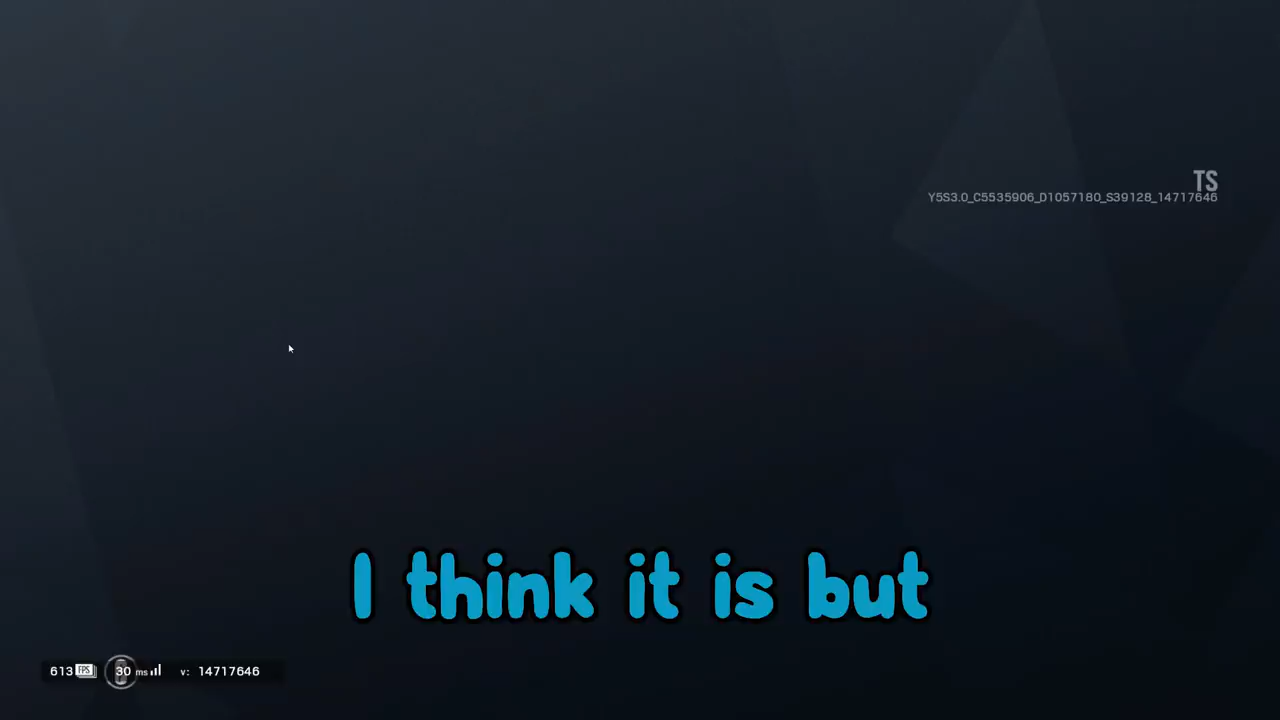 TS
Y5S3.0_C5535906_D1057180_S39128_14717646
I think it is but
613 FPS 30 ms v: 14717646